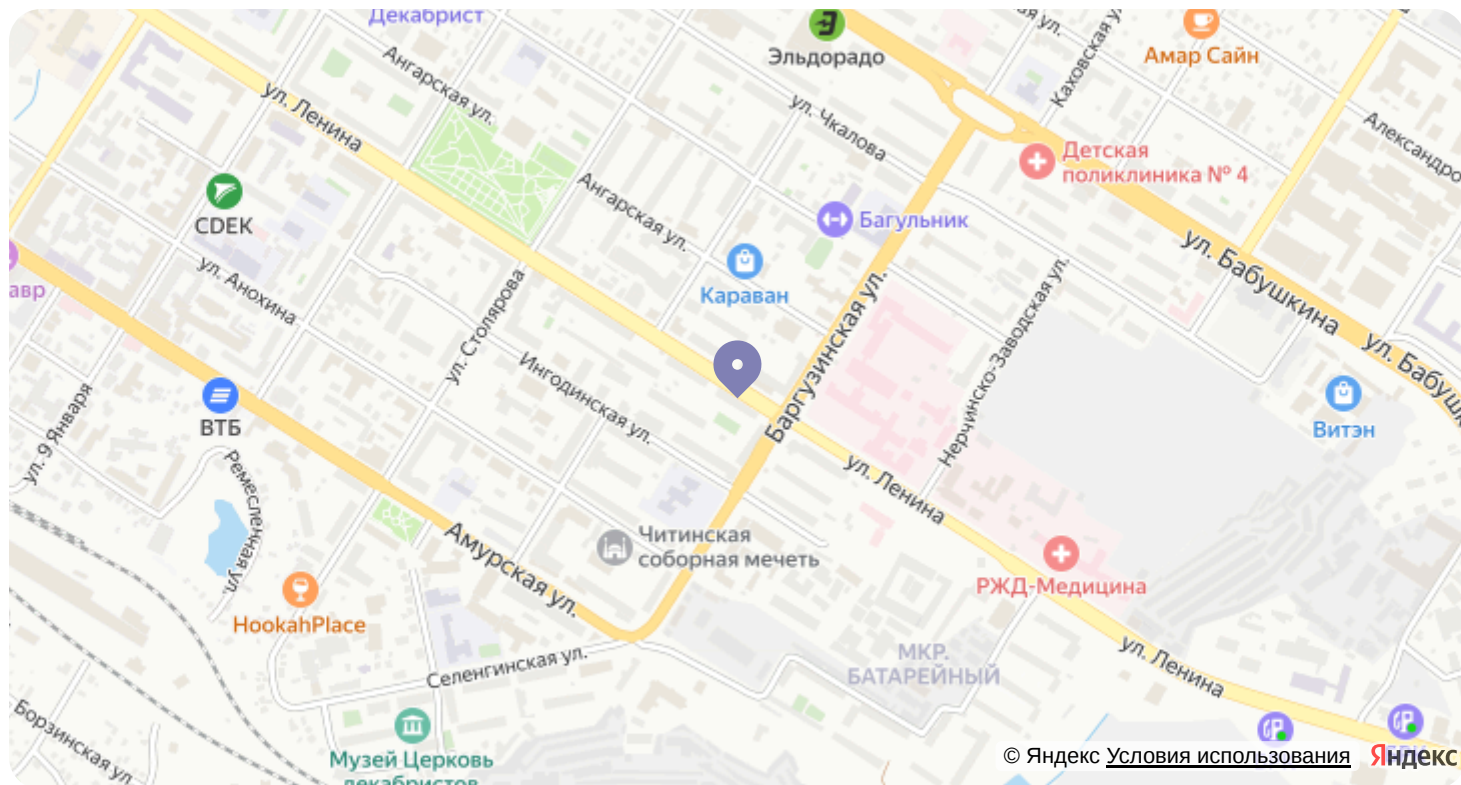 Декабрист
Эльдорадо
Амар Сайн
Каховская у
Ангарская ул.
ул. Ленина
ул. Чкалова
Александро
Детская
поликлиника № 4
CDEK
Ангарская ул.
Багульник
ул. Бабушкина
ул. Анохина
Караван
авр
ул. Столярова
Баргузинская ул.
Нерчинско-Заводская ул.
ул. Бабушк
Ингодинская ул.
ВТБ
ул. 9 Января
Витэн
Ремесленная ул.
ул. Ленина
Читинская
соборная мечеть
Амурская ул.
РЖД-Медицина
HookahPlace
МКР.
БАТАРЕЙНЫЙ
Селенгинская ул.
ул. Ленина
Борзинская ул.
Музей Церковь
декабристов
© Яндекс Условия использования
Яндекс